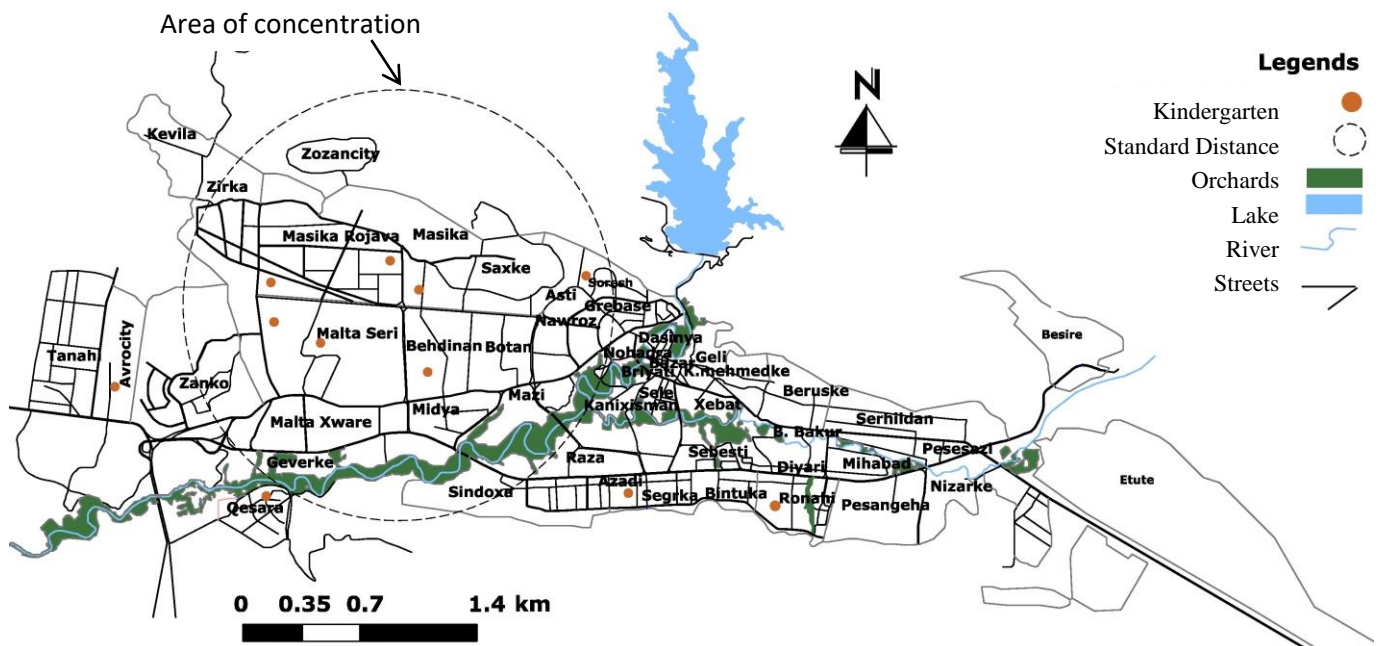 Area of concentration
N
Legends
Kindergarten
Standard Distance
Orchards
Lake
River
Streets
Kevila
Zozancity
Zirka
Masika Rojava
Masika
Saxke
Soresh
Asti
Grebase
Nawroz
Malta Seri
Behdinan
Botan
Dasinya
Nohadra
Geli
Bazar
Briyati
K.mehmedke
Besire
Tanahi
Avrocity
Zanko
Mazi
Sele
Beruske
Kanixisman
Xebat
Midya
Malta Xware
Serhildan
B. Bakur
Pesesazi
Sebesti
Geverke
Raza
Diyari
Mihabad
Etute
Sindoxa
Azadi
Segrka
Bintuka
Ronahi
Pesangeha
Nizarke
Qesara
0 0.35 0.7 1.4 km